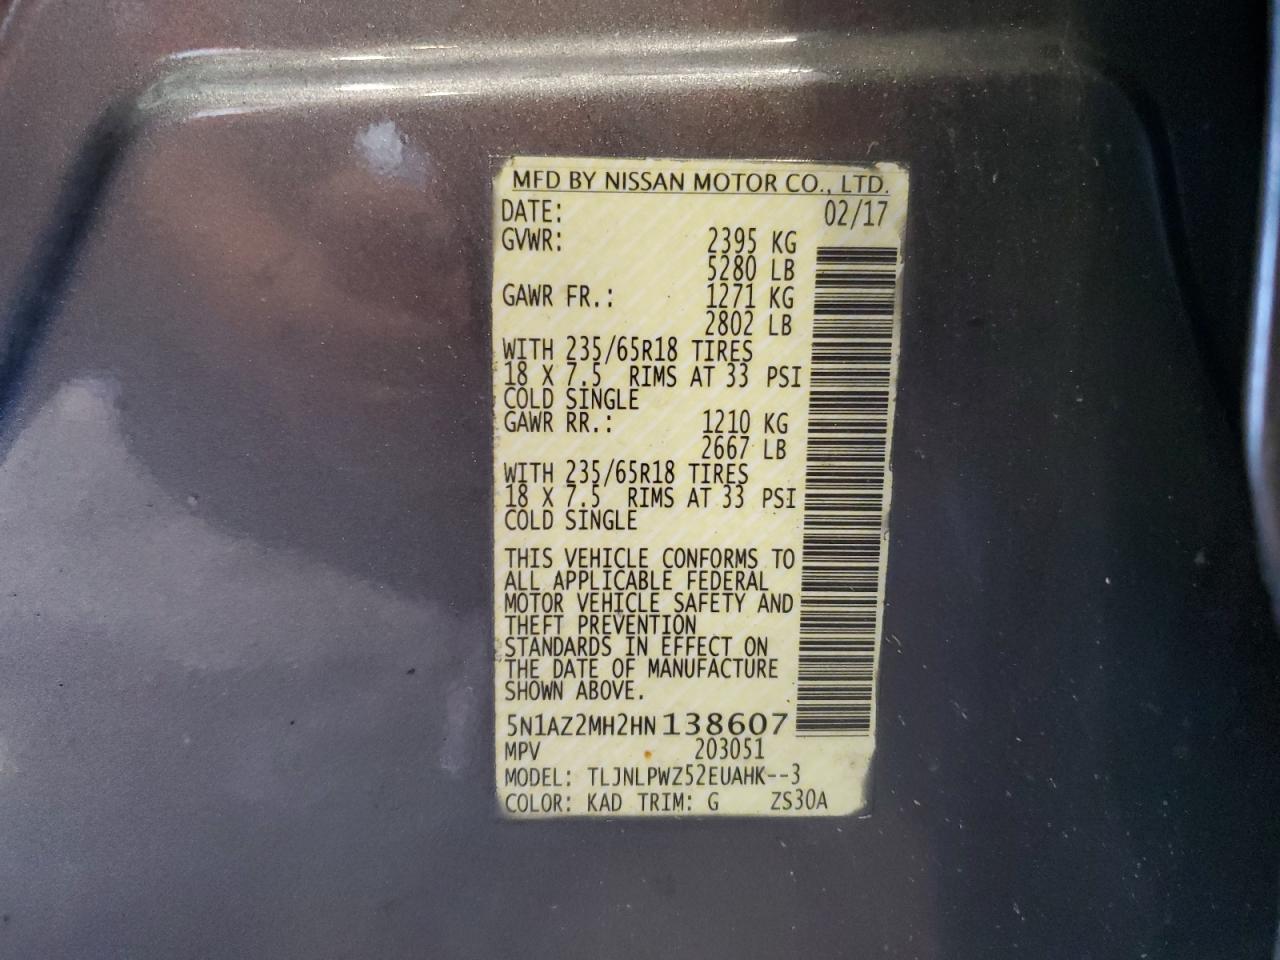 MFD BY NISSAN MOTOR CO., LTD.
DATE: 02/17
GVWR: 2395 KG
5280 LB
GAWR FR.: 1271 KG
2802 LB
WITH 235/65R18 TIRES
18 X 7.5 RIMS AT 33 PSI
COLD SINGLE
GAWR RR.: 1210 KG
2667 LB
WITH 235/65R18 TIRES
18 X 7.5 RIMS AT 33 PSI
COLD SINGLE
THIS VEHICLE CONFORMS TO
ALL APPLICABLE FEDERAL
MOTOR VEHICLE SAFETY AND
THEFT PREVENTION
STANDARDS IN EFFECT ON
THE DATE OF MANUFACTURE
SHOWN ABOVE.
5N1AZ2MH2HN138607
MPV 203051
MODEL: TLJNLPWZ52EUAHK--3
COLOR: KAD TRIM: G ZS30A